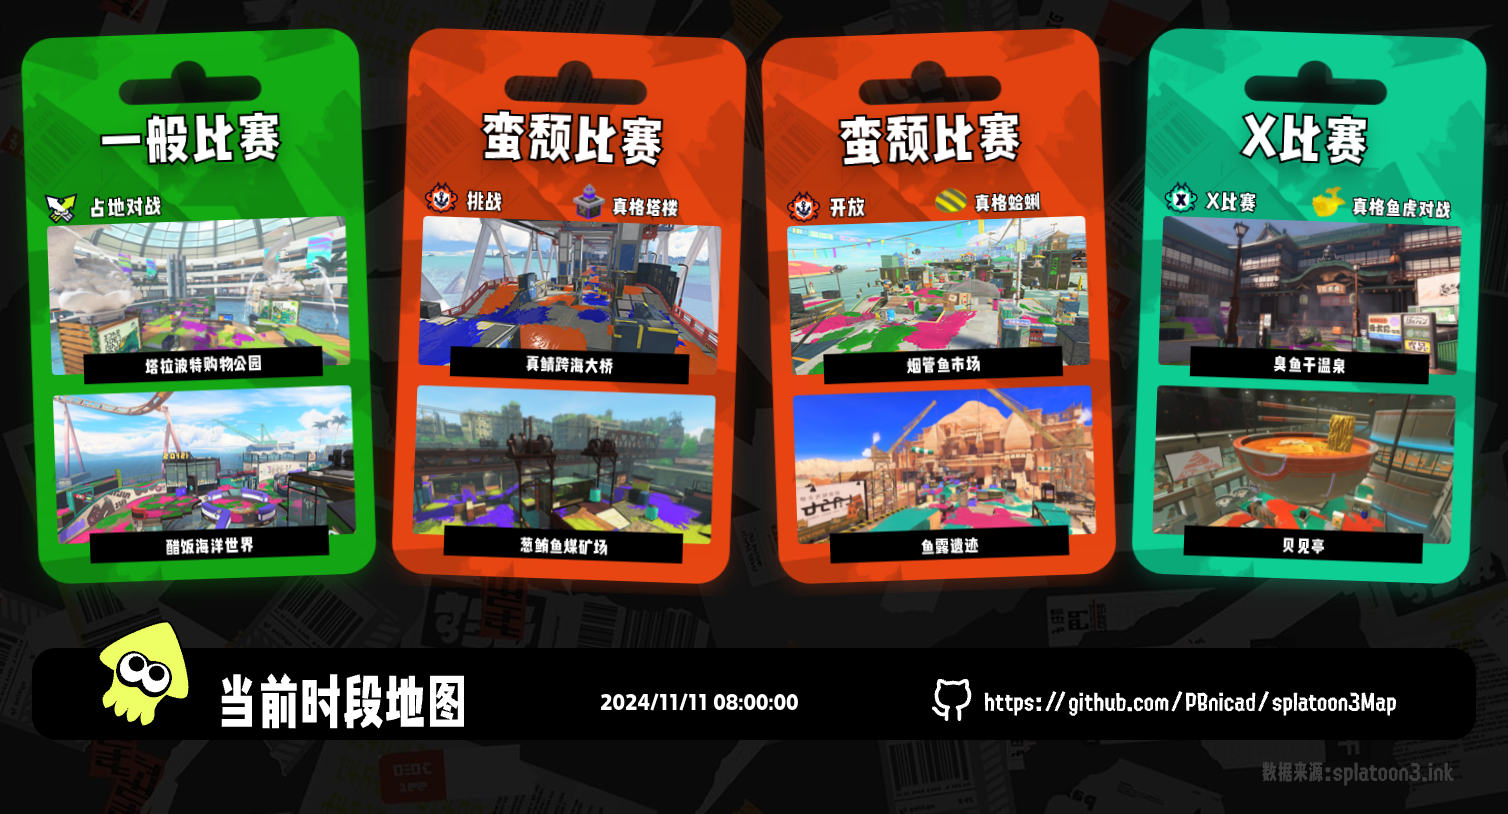 一般比赛
占地对战
塔拉波特购物公园
醋饭海洋世界
蛮颓比赛
挑战
真格塔楼
真鲭跨海大桥
葱鲔鱼煤矿场
蛮颓比赛
开放
真格蛤蜊
烟管鱼市场
鱼露遗迹
X比赛
X比赛
真格鱼虎对战
臭鱼干温泉
贝见亭
当前时段地图
2024/11/11 08:00:00
https://github.com/PBnicad/splatoon3Map
数据来源:splatoon3.ink